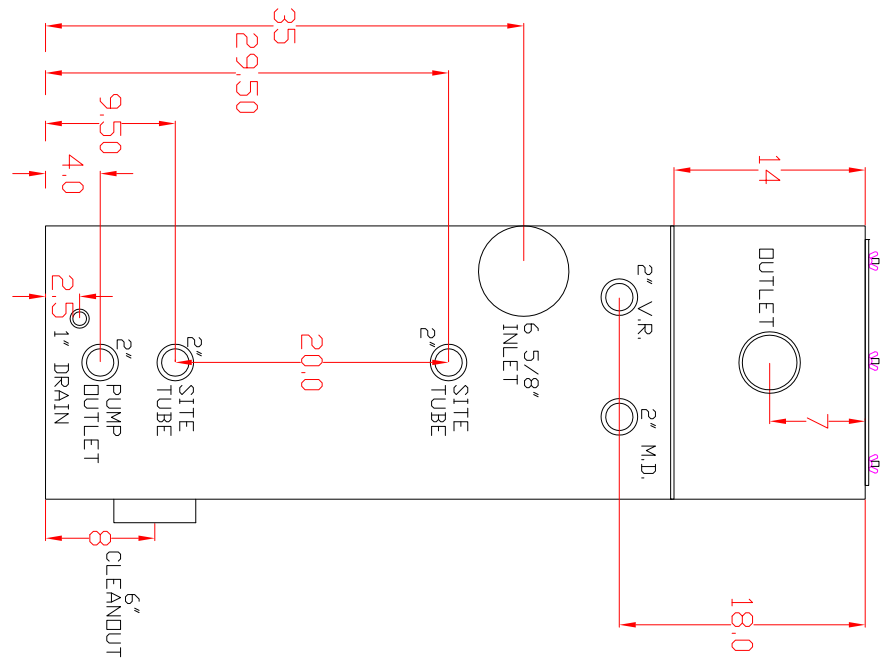 35
29.50
9.50
4.0
2.5
14
7
18.0
20.0
8
OUTLET
2" V.R.
2" M.D.
6 5/8"
INLET
SITE
TUBE
2"
SITE
TUBE
2"
PUMP
OUTLET
2"
1" DRAIN
6"
CLEANOUT